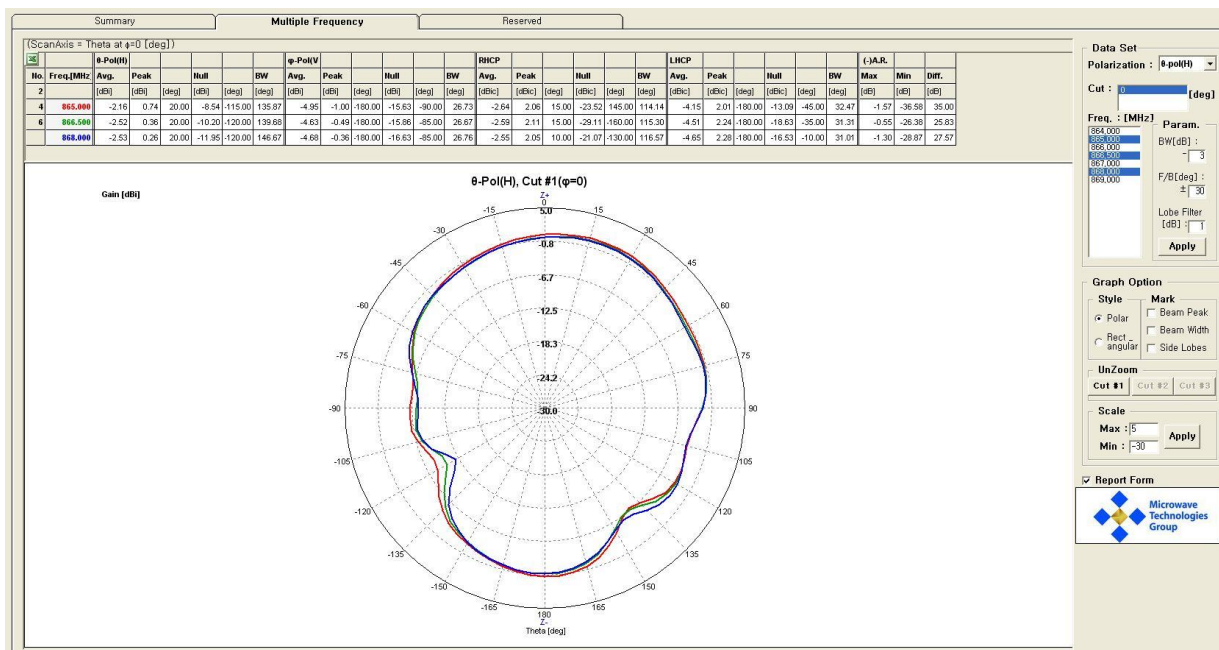 Summary Multiple Frequency Reserved
(ScanAxis = Theta at φ=0 [deg])
θ-Pol(H) φ-Pol(V RHCP LHCP (-)A.R.
No. Freq.[MHz] Avg. Peak Null BW Avg. Peak Null BW Avg. Peak Null BW Avg. Peak Null BW Max Min Diff.
2 [dBi] [dBi] [deg] [dBi] [deg] [deg] [dBi] [dBi] [deg] [dBi] [deg] [deg] [dBic] [dBic] [deg] [dBic] [deg] [deg] [dBic] [dBic] [deg] [dBic] [deg] [deg] [dB] [dB] [dB]
4 865.000 -2.16 0.74 20.00 -8.54 -115.00 135.87 -4.95 -1.00 -180.00 -15.63 -90.00 26.73 -2.64 2.06 15.00 -23.52 145.00 114.14 -4.15 2.01 -180.00 -13.09 -45.00 32.47 -1.57 -36.58 35.00
6 866.500 -2.52 0.36 20.00 -10.20 -120.00 139.68 -4.63 -0.49 -180.00 -15.86 -85.00 26.67 -2.59 2.11 15.00 -29.11 -160.00 115.30 -4.51 2.24 -180.00 -18.63 -35.00 31.31 -0.55 -26.38 25.83
868.000 -2.53 0.26 20.00 -11.95 -120.00 146.67 -4.68 -0.36 -180.00 -16.63 -85.00 26.76 -2.55 2.05 10.00 -21.07 -130.00 116.57 -4.65 2.28 -180.00 -16.53 -10.00 31.01 -1.30 -28.87 27.57
θ-Pol(H), Cut #1(φ=0)
Gain [dBi]
Z+
0
-15 5.0 15
-30 30
-0.8
-45 45
-6.7
-60 60
-12.5
-18.3
-75 75
-24.2
-90 -30.0 90
-105 105
-120 120
-135 135
-150 150
-165 165
180
Z-
Theta [deg]
Data Set
Polarization : θ-pol(H)
Cut : 0 [deg]
Freq. : [MHz]
864,000
865,000
866,000
866,500
867,000
868,000
869,000
Param.
BW[dB] :
- 3
F/B[deg] :
± 30
Lobe Filter
[dB] : 1
Apply
Graph Option
Style Mark
Polar Beam Peak
Rect_angular Beam Width
Side Lobes
UnZoom
Cut #1 Cut #2 Cut #3
Scale
Max : 5
Min : -30
Apply
Report Form
Microwave
Technologies
Group